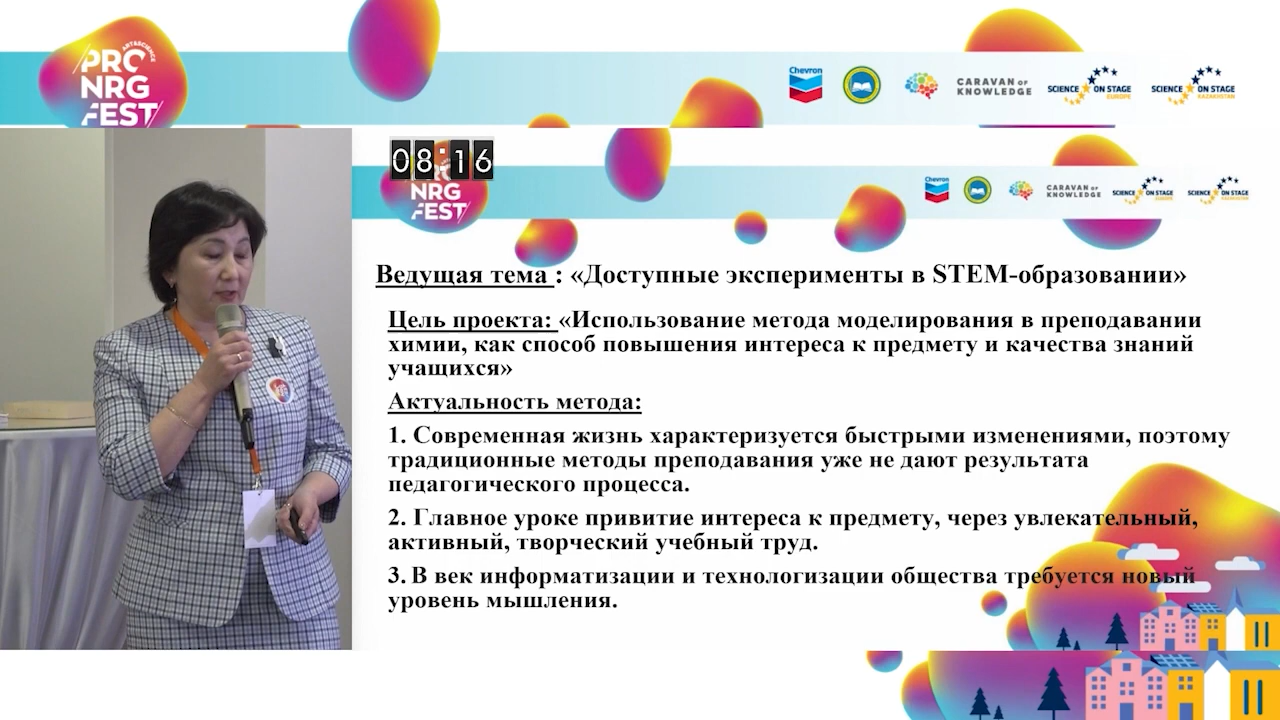 PRO
ART&SCIENCE
NRG
FEST
Chevron
CARAVAN OF
KNOWLEDGE
SCIENCE ON STAGE
EUROPE
SCIENCE ON STAGE
KAZAKHSTAN
08:16
NRG
FEST
Chevron
CARAVAN OF
KNOWLEDGE
SCIENCE ON STAGE
EUROPE
SCIENCE ON STAGE
KAZAKHSTAN
Ведущая тема : «Доступные эксперименты в STEM-образовании»
Цель проекта: «Использование метода моделирования в преподавании
химии, как способ повышения интереса к предмету и качества знаний
учащихся»
Актуальность метода:
1. Современная жизнь характеризуется быстрыми изменениями, поэтому
традиционные методы преподавания уже не дают результата
педагогического процесса.
2. Главное уроке привитие интереса к предмету, через увлекательный,
активный, творческий учебный труд.
3. В век информатизации и технологизации общества требуется новый
уровень мышления.